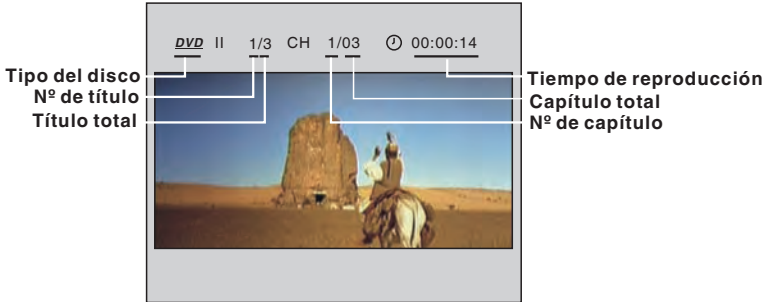 DVD II 1/3 CH 1/03 00:00:14
Tipo del disco
Nº de título
Título total
Tiempo de reproducción
Capítulo total
Nº de capítulo